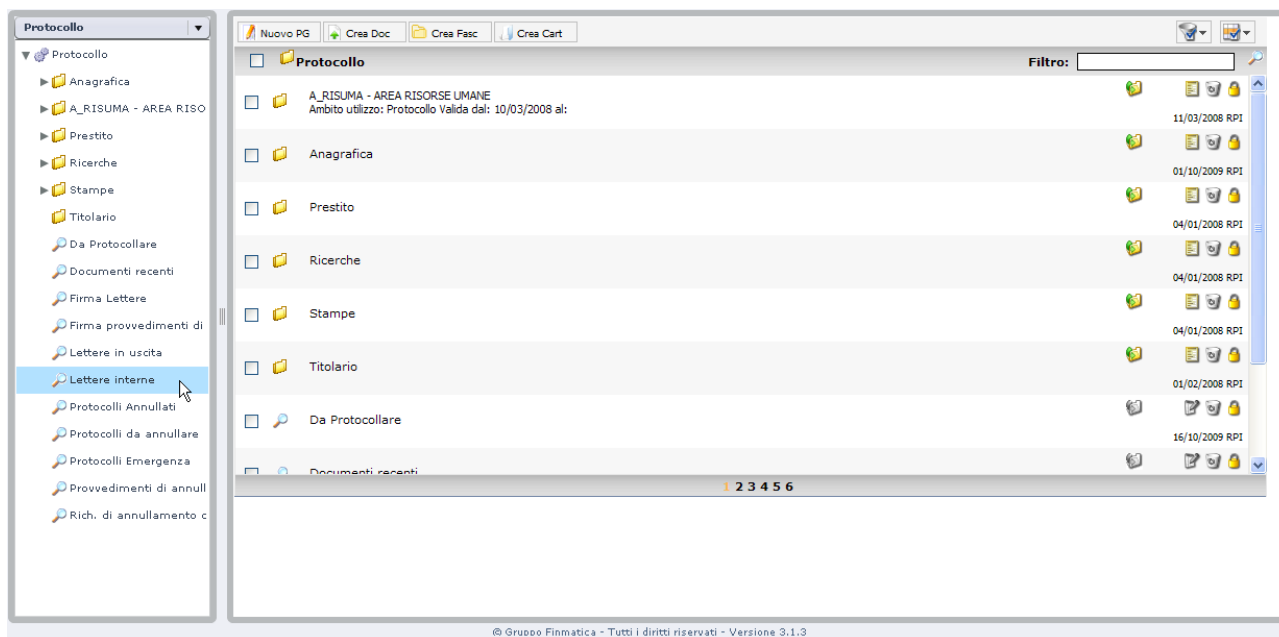 Protocollo
Protocollo
Anagrafica
A_RISUMA - AREA RISO
Prestito
Ricerche
Stampe
Titolario
Da Protocollare
Documenti recenti
Firma Lettere
Firma provvedimenti di
Lettere in uscita
Lettere interne
Protocolli Annullati
Protocolli da annullare
Protocolli Emergenza
Provvedimenti di annull
Rich. di annullamento c
Nuovo PG Crea Doc Crea Fasc Crea Cart
Protocollo Filtro:
A_RISUMA - AREA RISORSE UMANE
Ambito utilizzo: Protocollo Valida dal: 10/03/2008 al:
11/03/2008 RPI
Anagrafica
01/10/2009 RPI
Prestito
04/01/2008 RPI
Ricerche
04/01/2008 RPI
Stampe
04/01/2008 RPI
Titolario
01/02/2008 RPI
Da Protocollare
16/10/2009 RPI
Documenti recenti
1 2 3 4 5 6
© Gruppo Finmatica - Tutti i diritti riservati - Versione 3.1.3